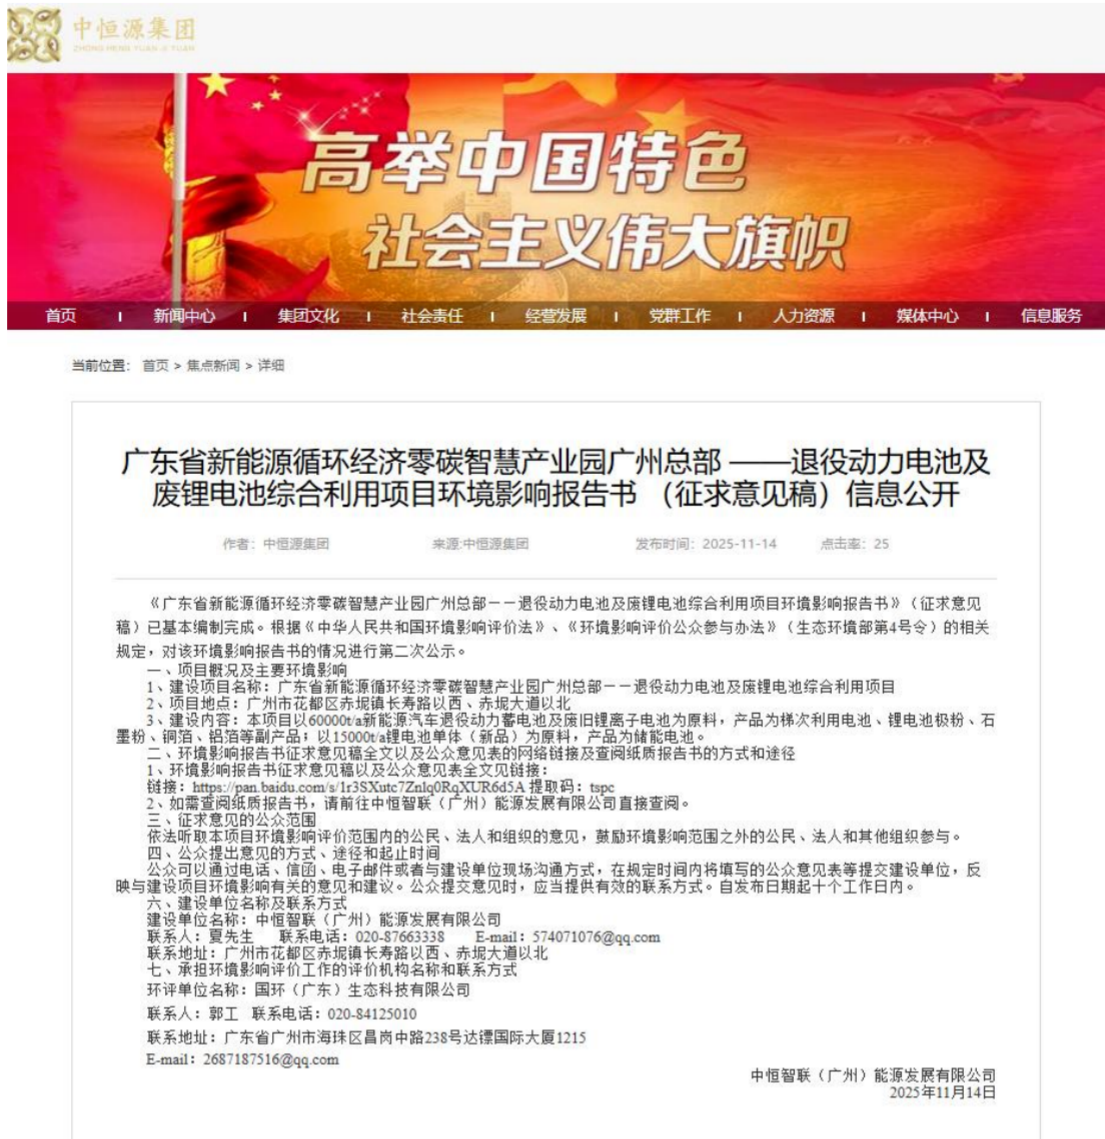 中恒源集团
ZHONG HENG YUAN JI TUAN
高举中国特色
社会主义伟大旗帜
首页 新闻中心 集团文化 社会责任 经营发展 党群工作 人力资源 媒体中心 信息服务
当前位置： 首页 > 焦点新闻 > 详细
广东省新能源循环经济零碳智慧产业园广州总部 ——退役动力电池及
废锂电池综合利用项目环境影响报告书 （征求意见稿）信息公开
作者：中恒源集团 来源:中恒源集团 发布时间：2025-11-14 点击率：25
《广东省新能源循环经济零碳智慧产业园广州总部－－退役动力电池及废锂电池综合利用项目环境影响报告书》（征求意见
稿）已基本编制完成。根据《中华人民共和国环境影响评价法》、《环境影响评价公众参与办法》（生态环境部第4号令）的相关
规定，对该环境影响报告书的情况进行第二次公示。
一、项目概况及主要环境影响
1、建设项目名称：广东省新能源循环经济零碳智慧产业园广州总部－－退役动力电池及废锂电池综合利用项目
2、项目地点：广州市花都区赤坭镇长寿路以西、赤坭大道以北
3、建设内容：本项目以60000t/a新能源汽车退役动力蓄电池及废旧锂离子电池为原料，产品为梯次利用电池、锂电池极粉、石
墨粉、铜箔、铝箔等副产品；以15000t/a锂电池单体（新品）为原料，产品为储能电池。
二、环境影响报告书征求意见稿全文以及公众意见表的网络链接及查阅纸质报告书的方式和途径
1、环境影响报告书征求意见稿以及公众意见表全文见链接：
链接：https://pan.baidu.com/s/1r3SXutc7Znlq0RqXUR6d5A 提取码：tspc
2、如需查阅纸质报告书，请前往中恒智联（广州）能源发展有限公司直接查阅。
三、征求意见的公众范围
依法听取本项目环境影响评价范围内的公民、法人和组织的意见，鼓励环境影响范围之外的公民、法人和其他组织参与。
四、公众提出意见的方式、途径和起止时间
公众可以通过电话、信函、电子邮件或者与建设单位现场沟通方式，在规定时间内将填写的公众意见表等提交建设单位，反
映与建设项目环境影响有关的意见和建议。公众提交意见时，应当提供有效的联系方式。自发布日期起十个工作日内。
六、建设单位名称及联系方式
建设单位名称：中恒智联（广州）能源发展有限公司
联系人：夏先生 联系电话：020-87663338 E-mail：574071076@qq.com
联系地址：广州市花都区赤坭镇长寿路以西、赤坭大道以北
七、承担环境影响评价工作的评价机构名称和联系方式
环评单位名称：国环（广东）生态科技有限公司
联系人：郭工 联系电话：020-84125010
联系地址：广东省广州市海珠区昌岗中路238号达镖国际大厦1215
E-mail：2687187516@qq.com
中恒智联（广州）能源发展有限公司
2025年11月14日